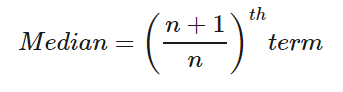 Median = ( (n + 1) / n )^th term